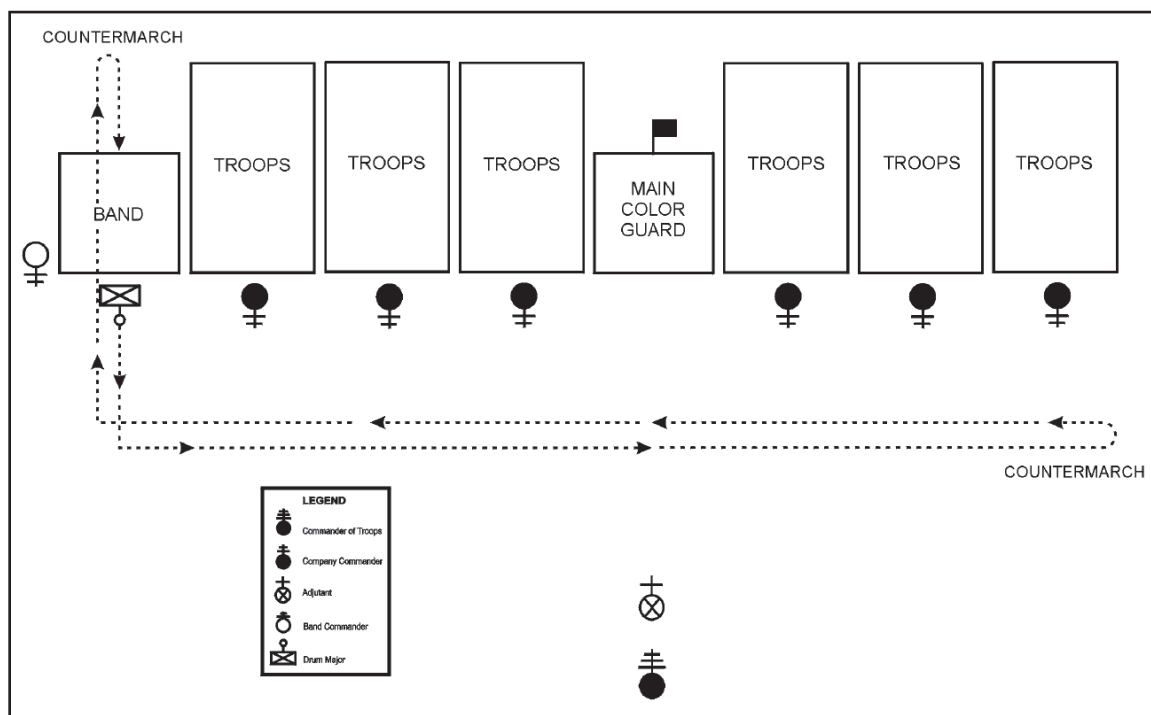 COUNTERMARCH
TROOPS
TROOPS
TROOPS
TROOPS
TROOPS
TROOPS
BAND
MAIN
COLOR
GUARD
COUNTERMARCH
LEGEND
Commander of Troops
Company Commander
Adjutant
Band Commander
Drum Major